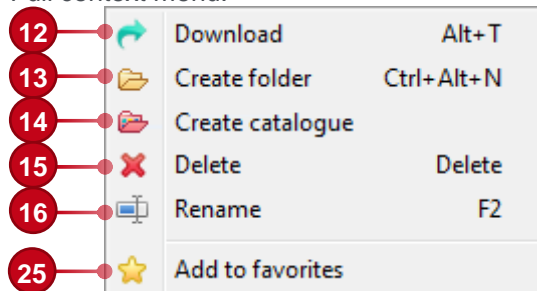 Full context menu:
12 Download Alt+T
13 Create folder Ctrl+Alt+N
14 Create catalogue
15 Delete Delete
16 Rename F2
25 Add to favorites